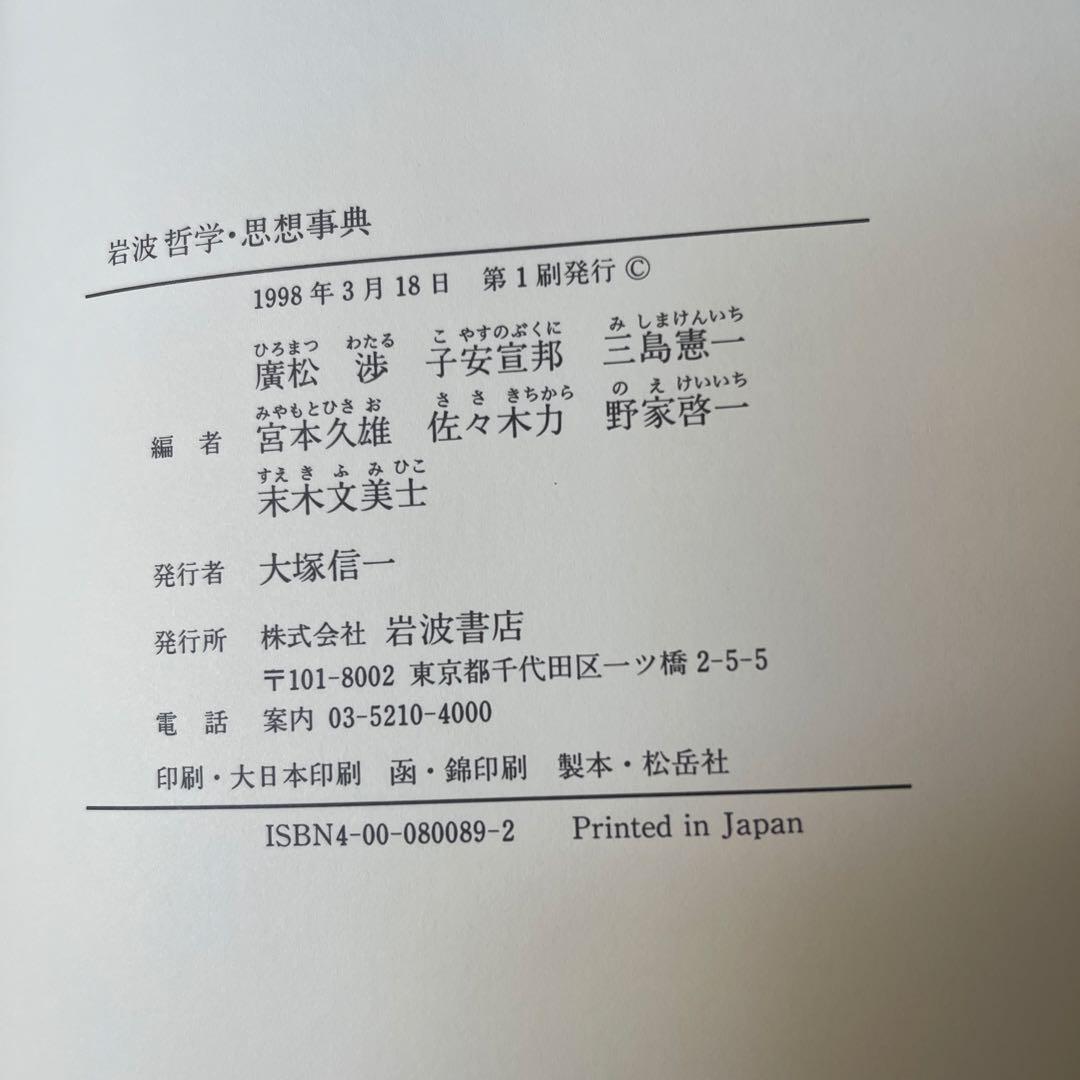 岩波 哲学・思想事典
1998年3月18日 第1刷発行 ©
ひろまつ わたる こ やすのぶくに み しまけんいち
廣松 渉 子安宣邦 三島憲一
みやもとひさ お さ さ きちから の え けいいち
編者 宮本久雄 佐々木力 野家啓一
すえ き ふ み ひこ
末木文美士
発行者 大塚信一
発行所 株式会社 岩波書店
〒101-8002 東京都千代田区一ツ橋 2-5-5
電話 案内 03-5210-4000
印刷・大日本印刷 函・錦印刷 製本・松岳社
ISBN4-00-080089-2 Printed in Japan